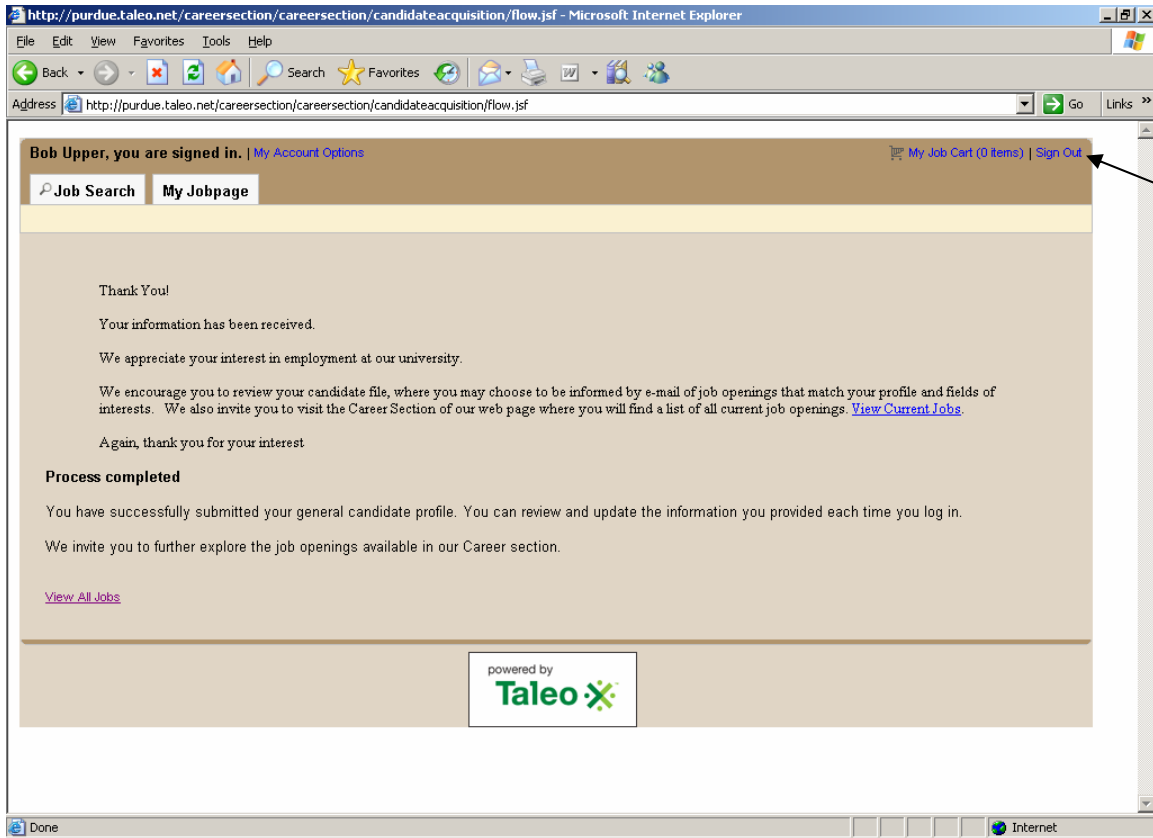 http://purdue.taleo.net/careersection/careersection/candidateacquisition/flow.jsf - Microsoft Internet Explorer
File Edit View Favorites Tools Help
Back Search Favorites
Address http://purdue.taleo.net/careersection/careersection/candidateacquisition/flow.jsf Go Links »
Bob Upper, you are signed in. | My Account Options My Job Cart (0 items) | Sign Out
Job Search My Jobpage
Thank You!
Your information has been received.
We appreciate your interest in employment at our university.
We encourage you to review your candidate file, where you may choose to be informed by e-mail of job openings that match your profile and fields of
interests. We also invite you to visit the Career Section of our web page where you will find a list of all current job openings. View Current Jobs.
Again, thank you for your interest
Process completed
You have successfully submitted your general candidate profile. You can review and update the information you provided each time you log in.
We invite you to further explore the job openings available in our Career section.
View All Jobs
powered by
Taleo
Done Internet